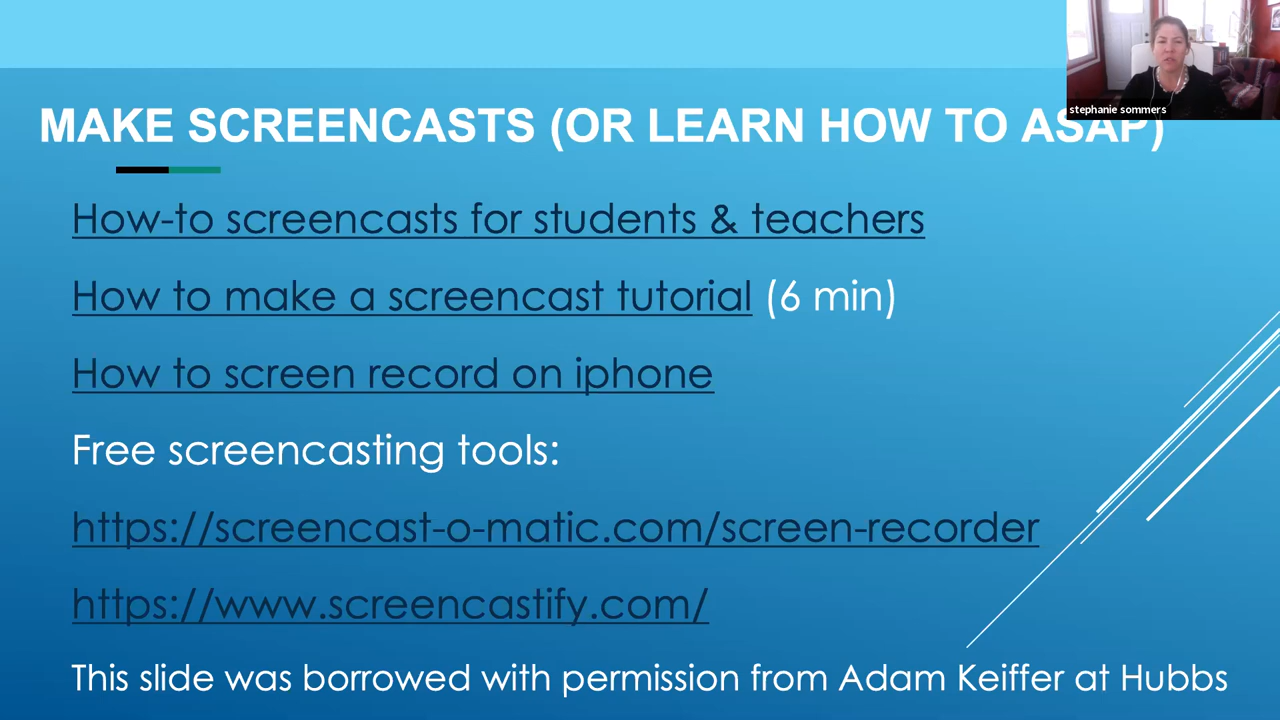 stephanie sommers
MAKE SCREENCASTS (OR LEARN HOW TO ASAP)
How-to screencasts for students & teachers
How to make a screencast tutorial (6 min)
How to screen record on iphone
Free screencasting tools:
https://screencast-o-matic.com/screen-recorder
https://www.screencastify.com/
This slide was borrowed with permission from Adam Keiffer at Hubbs